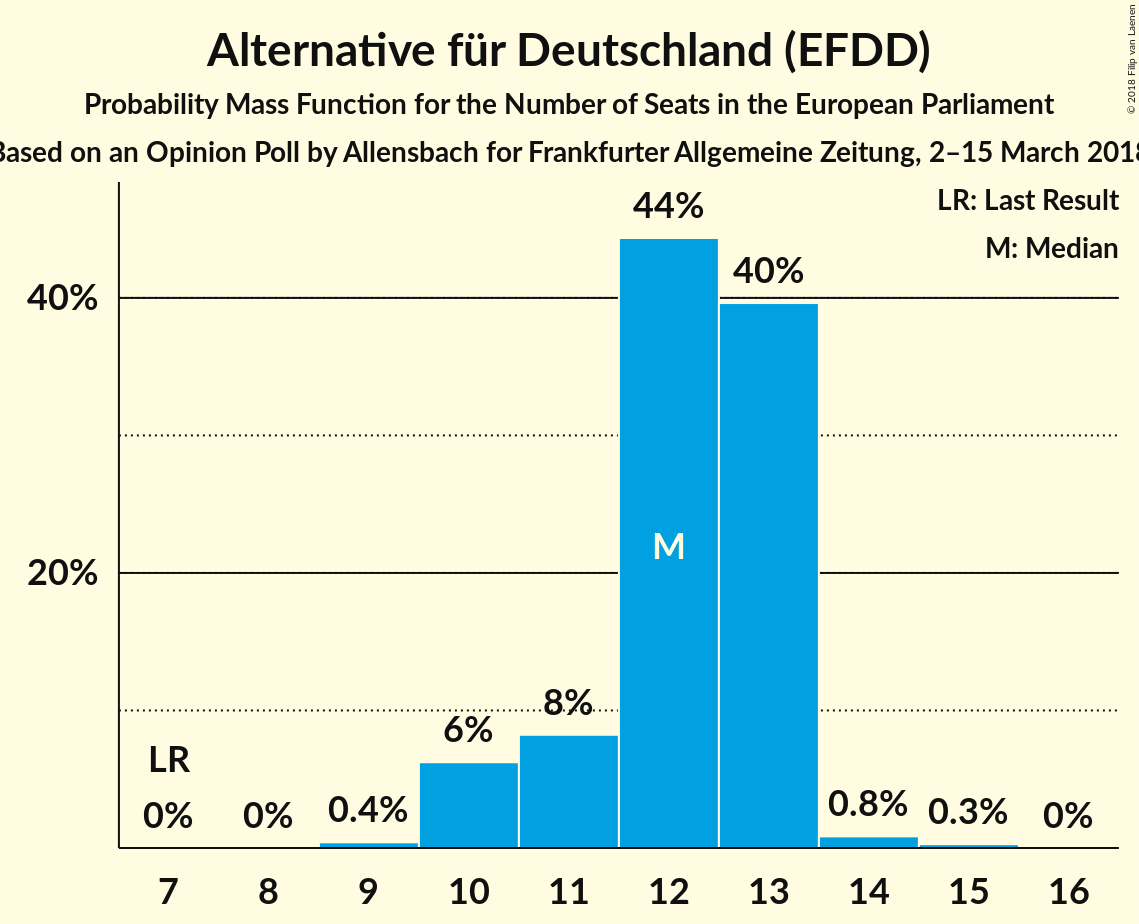 Alternative für Deutschland (EFDD)
Probability Mass Function for the Number of Seats in the European Parliament
Based on an Opinion Poll by Allensbach for Frankfurter Allgemeine Zeitung, 2–15 March 2018
© 2018 Filip van Laenen
LR: Last Result
M: Median
44%
40%
40%
M
20%
8%
6%
LR
0%
0%
0.4%
0.8%
0.3%
0%
7 8 9 10 11 12 13 14 15 16